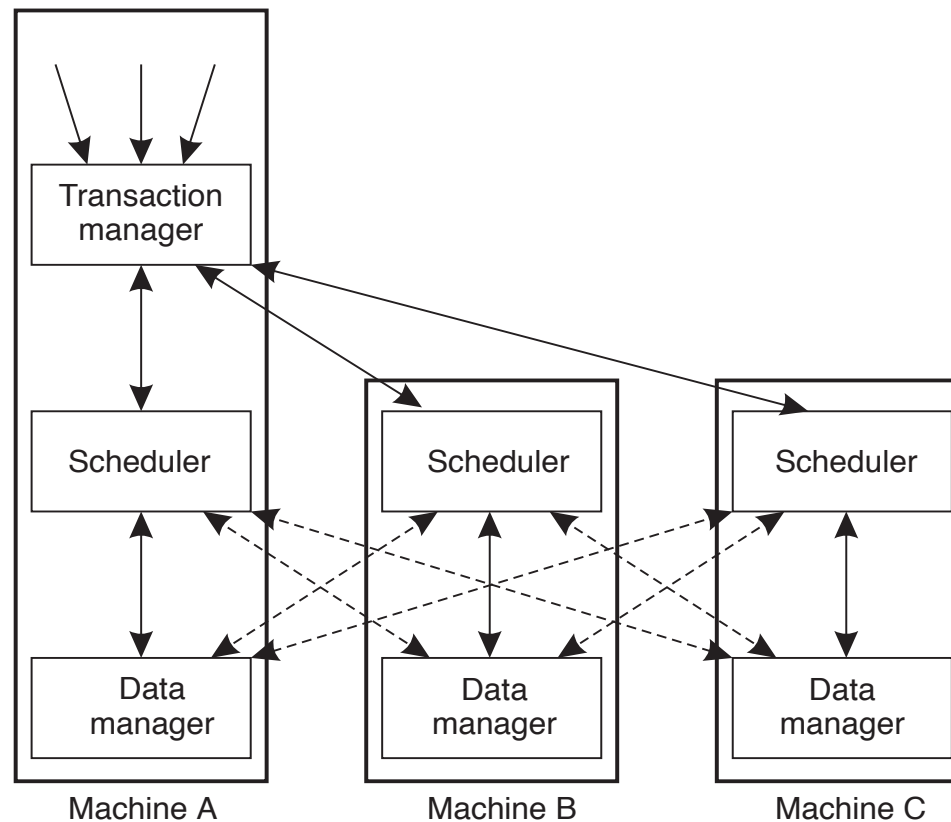 Transaction
manager
Scheduler
Scheduler
Scheduler
Data
manager
Data
manager
Data
manager
Machine A
Machine B
Machine C